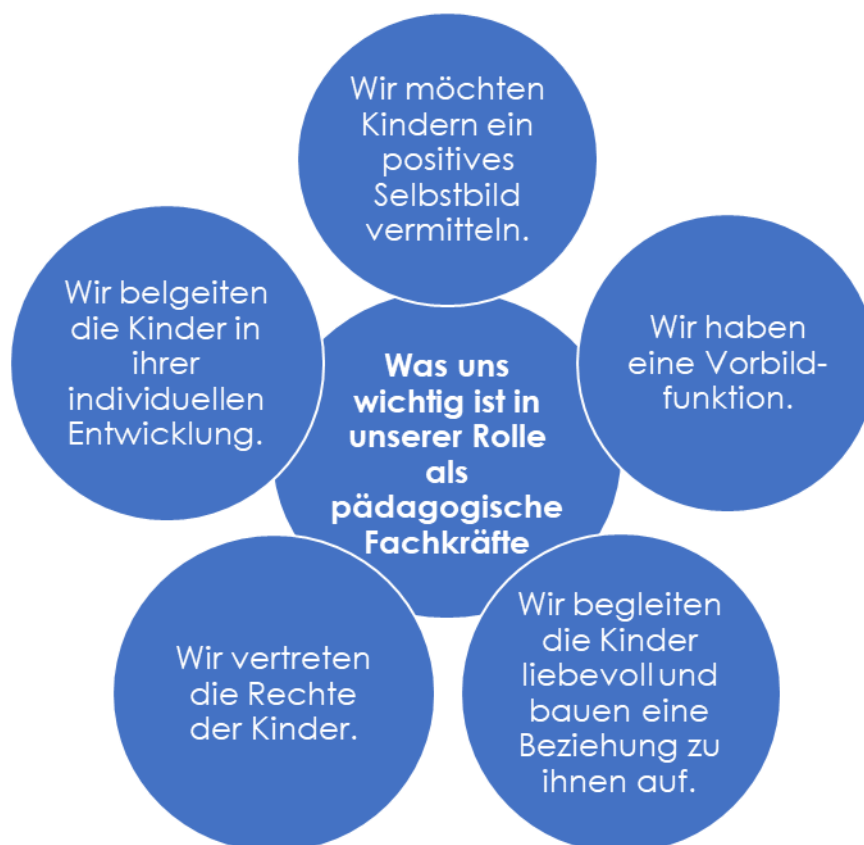 Wir möchten
Kindern ein
positives
Selbstbild
vermitteln.
Wir haben
eine Vorbild-
funktion.
Wir begleiten
die Kinder
liebevoll und
bauen eine
Beziehung zu
ihnen auf.
Wir vertreten
die Rechte
der Kinder.
Wir belgeiten
die Kinder in
ihrer
individuellen
Entwicklung.
Was uns
wichtig ist in
unserer Rolle
als
pädagogische
Fachkräfte